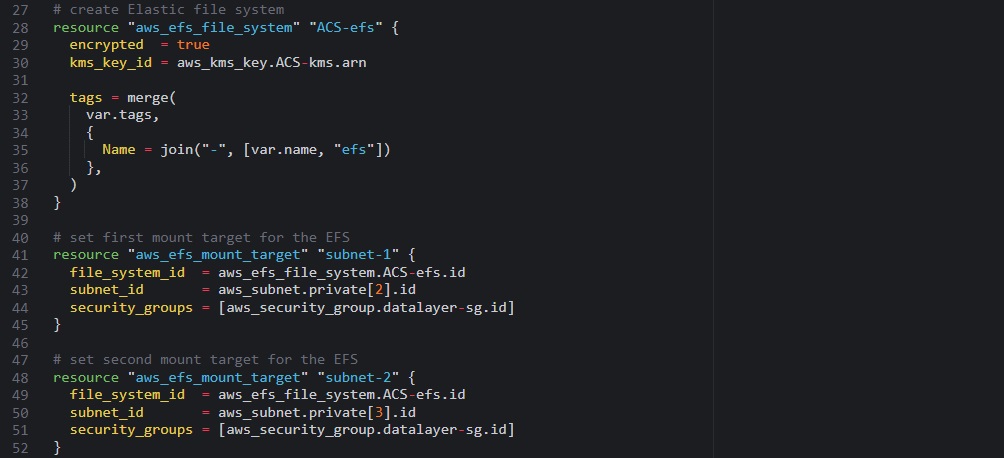 27 # create Elastic file system
28 resource "aws_efs_file_system" "ACS-efs" {
29   encrypted  = true
30   kms_key_id = aws_kms_key.ACS-kms.arn
31
32   tags = merge(
33     var.tags,
34     {
35       Name = join("-", [var.name, "efs"])
36     },
37   )
38 }
39
40 # set first mount target for the EFS
41 resource "aws_efs_mount_target" "subnet-1" {
42   file_system_id  = aws_efs_file_system.ACS-efs.id
43   subnet_id       = aws_subnet.private[2].id
44   security_groups = [aws_security_group.datalayer-sg.id]
45 }
46
47 # set second mount target for the EFS
48 resource "aws_efs_mount_target" "subnet-2" {
49   file_system_id  = aws_efs_file_system.ACS-efs.id
50   subnet_id       = aws_subnet.private[3].id
51   security_groups = [aws_security_group.datalayer-sg.id]
52 }